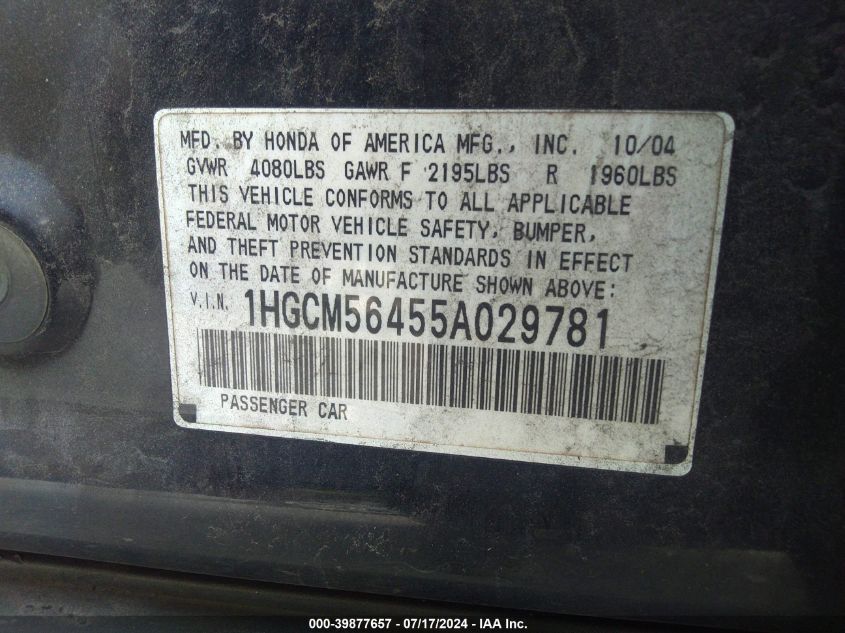 MFD. BY HONDA OF AMERICA MFG., INC. 10/04
GVWR 4080LBS GAWR F 2195LBS R 1960LBS
THIS VEHICLE CONFORMS TO ALL APPLICABLE
FEDERAL MOTOR VEHICLE SAFETY, BUMPER,
AND THEFT PREVENTION STANDARDS IN EFFECT
ON THE DATE OF MANUFACTURE SHOWN ABOVE:
V.I.N. 1HGCM56455A029781
PASSENGER CAR
000-39877657 - 07/17/2024 - IAA Inc.